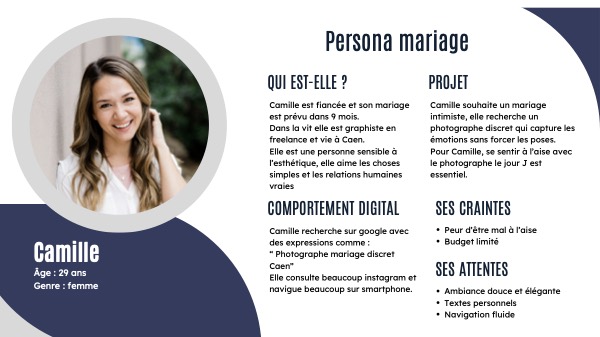 Persona mariage
QUI EST-ELLE ?
Camille est fiancée et son mariage
est prévu dans 9 mois.
Dans la vit elle est graphiste en
freelance et vie à Caen.
Elle est une personne sensible à
l'esthétique, elle aime les choses
simples et les relations humaines
vraies
PROJET
Camille souhaite un mariage
intimiste, elle recherche un
photographe discret qui capture les
émotions sans forcer les poses.
Pour Camille, se sentir à l'aise avec
le photographe le jour J est
essentiel.
COMPORTEMENT DIGITAL
Camille recherche sur google avec
des expressions comme :
" Photographe mariage discret
Caen"
Elle consulte beaucoup instagram et
navigue beaucoup sur smartphone.
SES CRAINTES
• Peur d'être mal à l'aise
• Budget limité
SES ATTENTES
• Ambiance douce et élégante
• Textes personnels
• Navigation fluide
Camille
Âge : 29 ans
Genre : femme